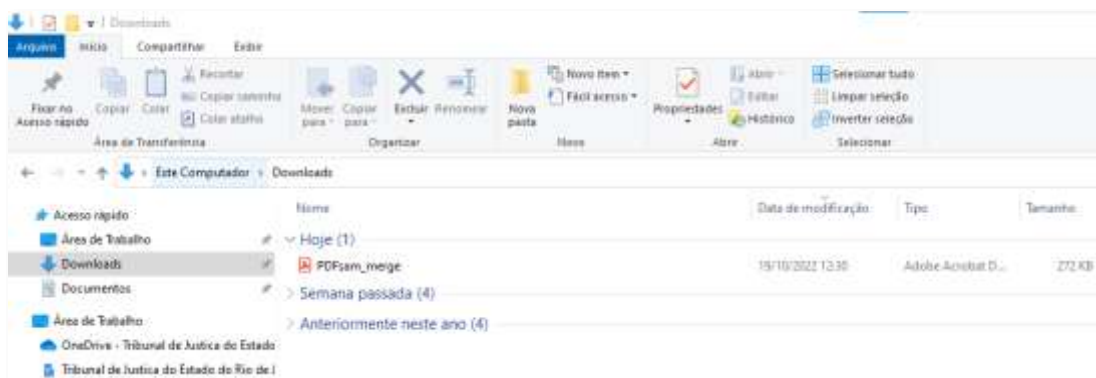 Downloads
Arquivo Início Compartilhar Exibir
Fixar no Acesso rápido
Copiar
Colar
Recortar
Copiar caminho
Colar atalho
Área de Transferência
Mover para
Copiar para
Excluir
Renomear
Organizar
Nova pasta
Novo item
Fácil acesso
Novo
Propriedades
Abrir
Editar
Histórico
Abrir
Selecionar tudo
Limpar seleção
Inverter seleção
Selecionar
Este Computador Downloads
Nome Data de modificação Tipo Tamanho
Acesso rápido
Área de Trabalho
Downloads
Documentos
Área de Trabalho
OneDrive - Tribunal de Justica do Estado
Tribunal de Justica do Estado do Rio de J
Hoje (1)
PDFsam_merge 19/10/2022 12:30 Adobe Acrobat D... 272 KB
Semana passada (4)
Anteriormente neste ano (4)